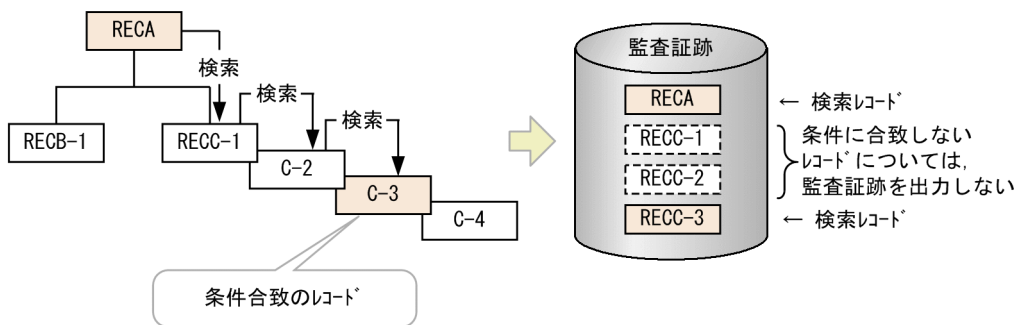 RECA
検索
検索
検索
RECB-1
RECC-1
C-2
C-3
C-4
条件合致のﾚｺｰﾄﾞ
監査証跡
RECA
← 検索ﾚｺｰﾄﾞ
RECC-1
RECC-2
条件に合致しない
ﾚｺｰﾄﾞについては，
監査証跡を出力しない
RECC-3
← 検索ﾚｺｰﾄﾞ